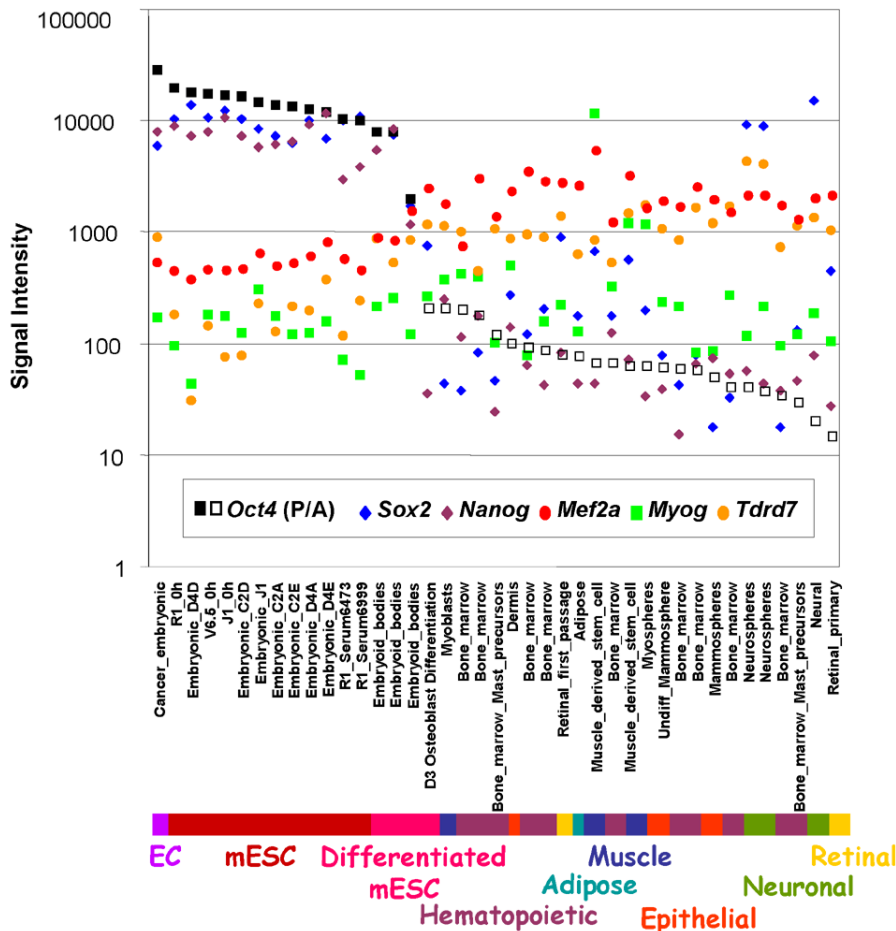 100000
10000
1000
100
10
1
Signal Intensity
Oct4 (P/A) Sox2 Nanog Mef2a Myog Tdrd7
Cancer_embryonic
R1_0h
Embryonic_D4D
V6.5_0h
J1_0h
Embryonic_C2D
Embryonic_J1
Embryonic_C2A
Embryonic_C2E
Embryonic_D4A
Embryonic_D4E
R1_Serum6473
R1_Serum6999
Embryoid_bodies
Embryoid_bodies
Embryoid_bodies
D3 Osteoblast Differentiation
Myoblasts
Bone_marrow
Bone_marrow
Bone_marrow_Mast_precursors
Dermis
Bone_marrow
Bone_marrow
Retinal_first_passage
Adipose
Muscle_derived_stem_cell
Bone_marrow
Muscle_derived_stem_cell
Myospheres
Undiff_Mammosphere
Bone_marrow
Bone_marrow
Mammospheres
Bone_marrow
Neurospheres
Neurospheres
Bone_marrow
Bone_marrow_Mast_precursors
Neural
Retinal_primary
EC
mESC
Differentiated
mESC
Hematopoietic
Adipose
Muscle
Epithelial
Neuronal
Retinal